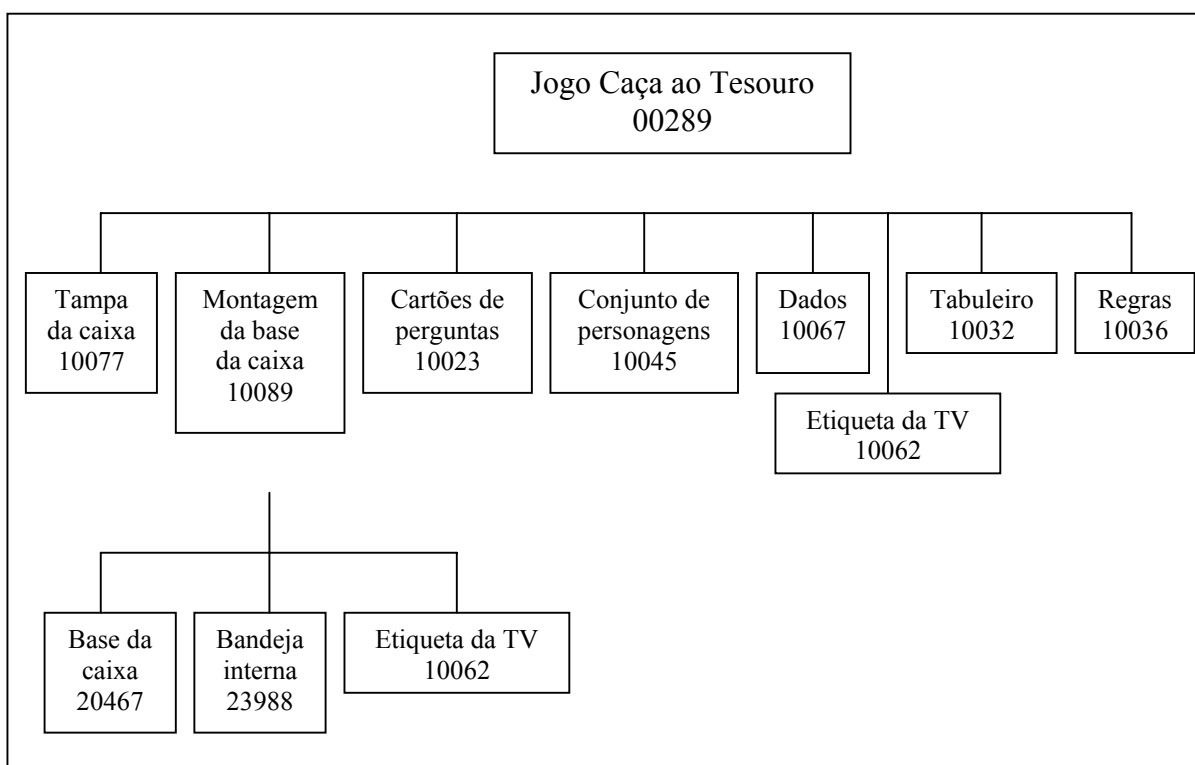 Jogo Caça ao Tesouro
00289
Tampa
da caixa
10077
Montagem
da base
da caixa
10089
Cartões de
perguntas
10023
Conjunto de
personagens
10045
Dados
10067
Tabuleiro
10032
Regras
10036
Etiqueta da TV
10062
Base da
caixa
20467
Bandeja
interna
23988
Etiqueta da TV
10062